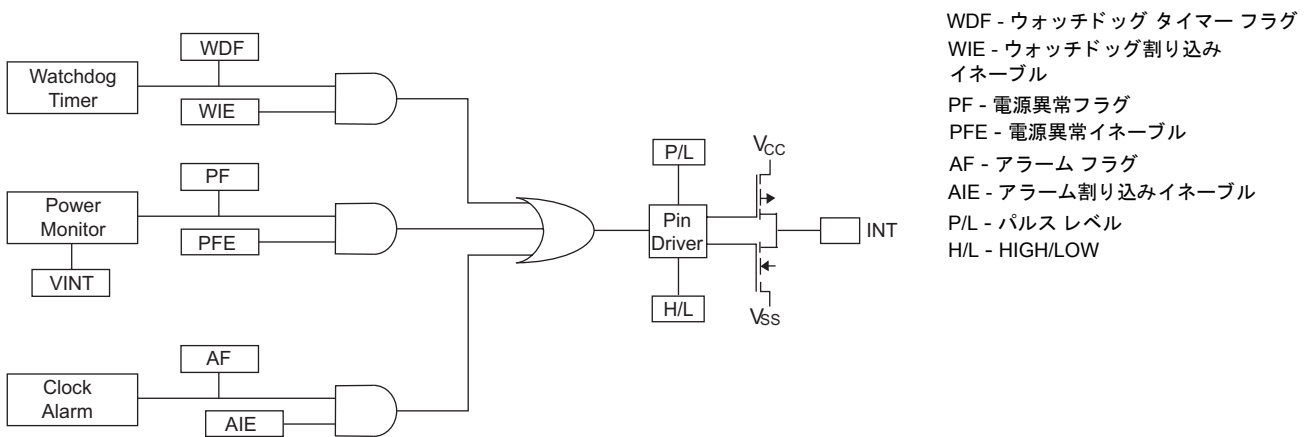 WDF
Watchdog
Timer
WIE
PF
Power
Monitor
PFE
VINT
AF
Clock
Alarm
AIE
P/L
Pin
Driver
H/L
VCC
VSS
INT
WDF - ウォッチドッグ タイマー フラグ
WIE - ウォッチドッグ割り込み
イネーブル
PF - 電源異常フラグ
PFE - 電源異常イネーブル
AF - アラーム フラグ
AIE - アラーム割り込みイネーブル
P/L - パルス レベル
H/L - HIGH/LOW